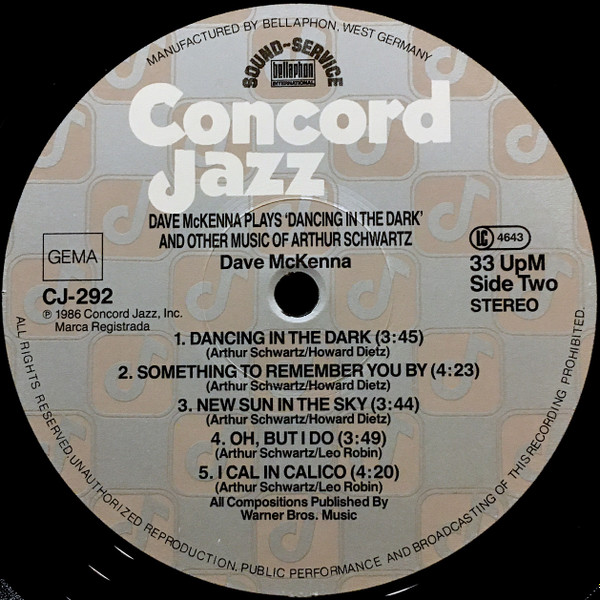 MANUFACTURED BY BELLAPHON, WEST GERMANY
SOUND-SERVICE
bellaphon
INTERNATIONAL
Concord
Jazz
DAVE McKENNA PLAYS 'DANCING IN THE DARK'
AND OTHER MUSIC OF ARTHUR SCHWARTZ
Dave McKenna
GEMA
LC 4643
CJ-292
℗ 1986 Concord Jazz, Inc.
Marca Registrada
33 UpM
Side Two
STEREO
1. DANCING IN THE DARK (3:45)
(Arthur Schwartz/Howard Dietz)
2. SOMETHING TO REMEMBER YOU BY (4:23)
(Arthur Schwartz/Howard Dietz)
3. NEW SUN IN THE SKY (3:44)
(Arthur Schwartz/Howard Dietz)
4. OH, BUT I DO (3:49)
(Arthur Schwartz/Leo Robin)
5. I CAL IN CALICO (4:20)
(Arthur Schwartz/Leo Robin)
All Compositions Published By
Warner Bros. Music
ALL RIGHTS RESERVED. UNAUTHORIZED REPRODUCTION, PUBLIC PERFORMANCE AND BROADCASTING OF THIS RECORDING PROHIBITED.